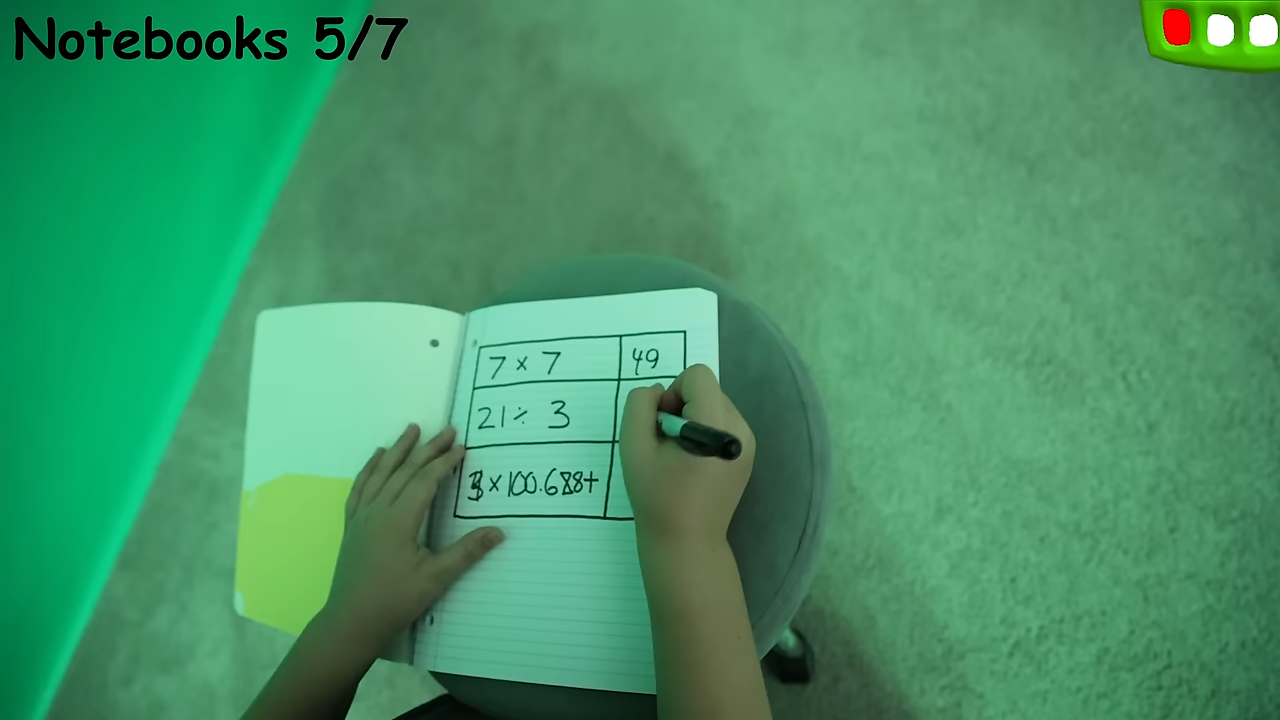 Notebooks 5/7
7 × 7 49
21 ÷ 3
× 100.688+